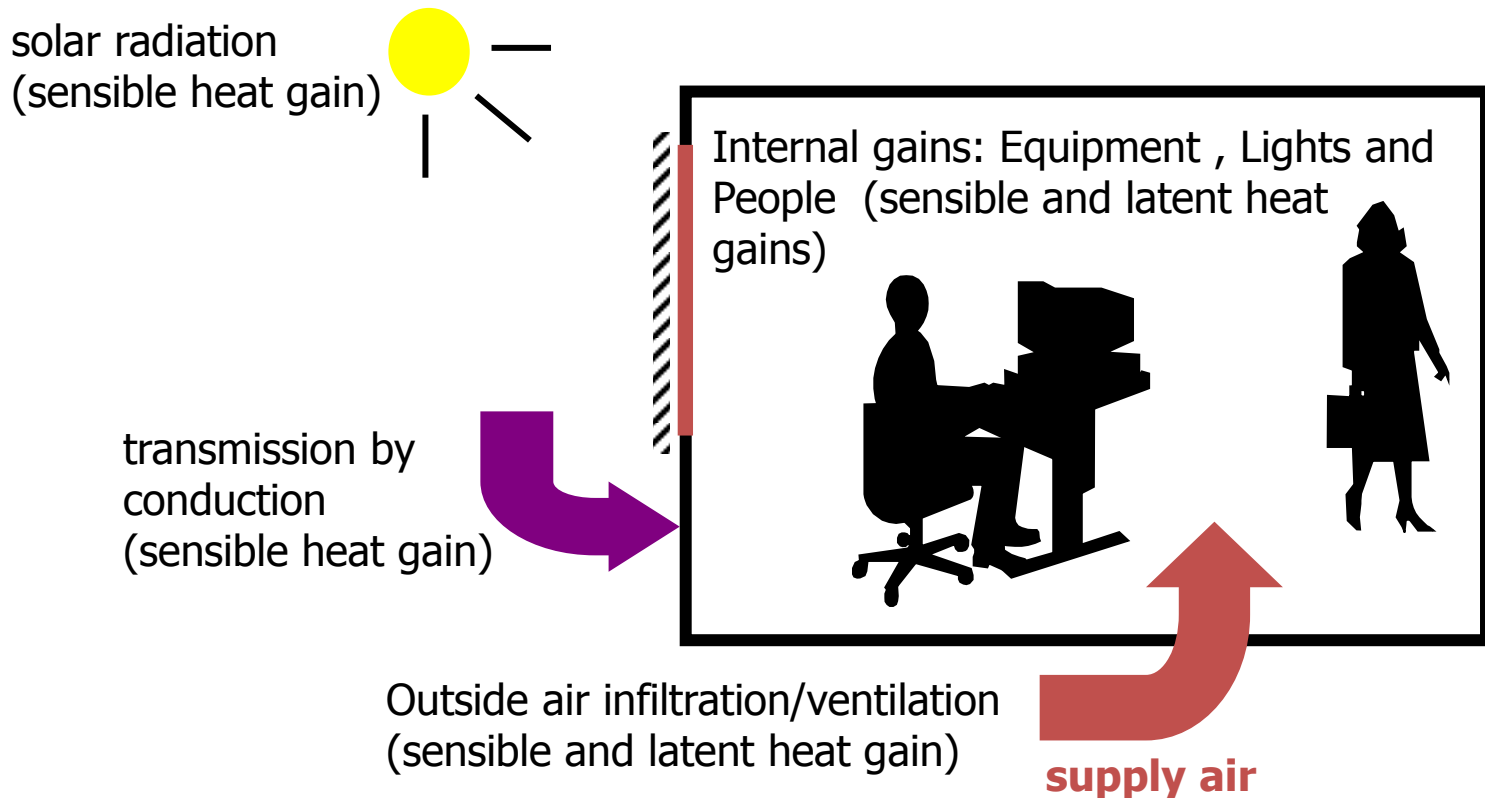 solar radiation
(sensible heat gain)
Internal gains: Equipment , Lights and
People  (sensible and latent heat
gains)
transmission by
conduction
(sensible heat gain)
Outside air infiltration/ventilation
(sensible and latent heat gain)
supply air